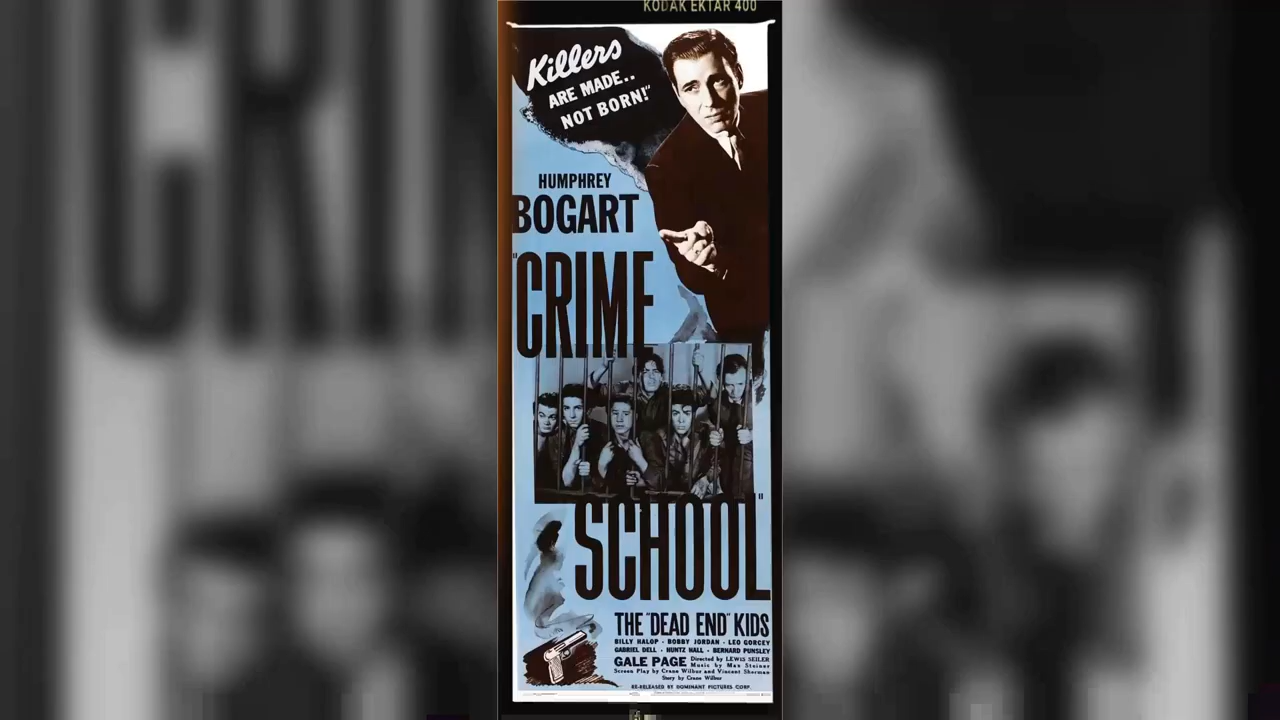 KODAK EKTAR 400
Killers
ARE MADE..
NOT BORN!"
HUMPHREY
BOGART
"CRIME
SCHOOL"
THE "DEAD END" KIDS
BILLY HALOP - BOBBY JORDAN - LEO GORCEY
GABRIEL DELL - HUNTZ HALL - BERNARD PUNSLEY
GALE PAGE Directed by LEWIS SEILER
Music by Max Steiner
Screen Play by Crane Wilbur and Vincent Sherman
Story by Crane Wilbur
RE-RELEASED BY DOMINANT PICTURES CORP.
CRI